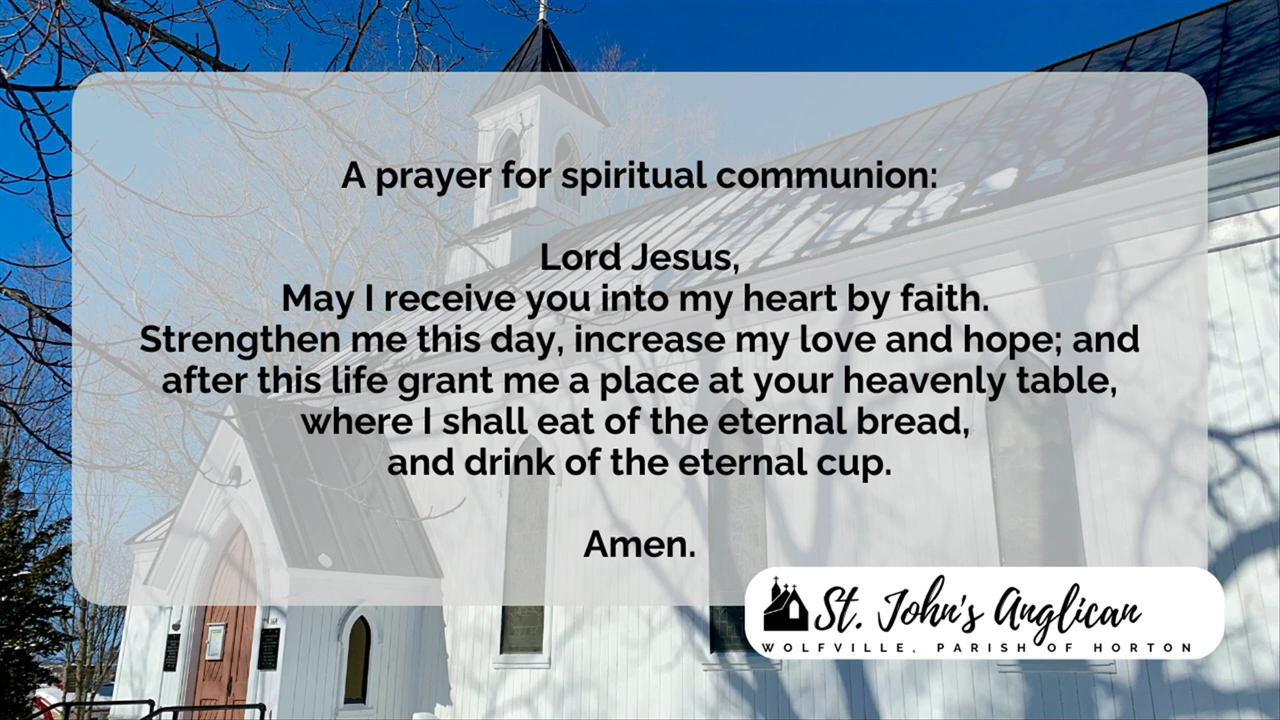 A prayer for spiritual communion:
Lord Jesus,
May I receive you into my heart by faith.
Strengthen me this day, increase my love and hope; and
after this life grant me a place at your heavenly table,
where I shall eat of the eternal bread,
and drink of the eternal cup.
Amen.
St. John's Anglican
WOLFVILLE, PARISH OF HORTON